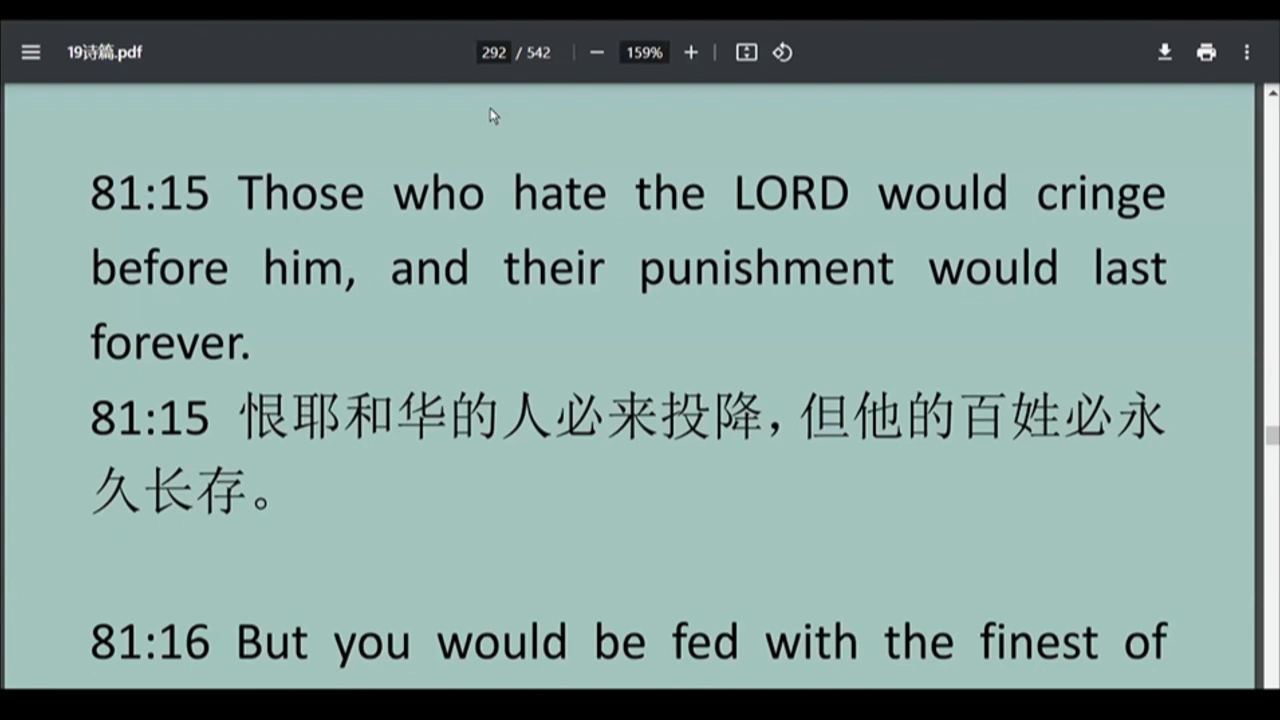 19诗篇.pdf
292 / 542
159%
81:15 Those who hate the LORD would cringe
before him, and their punishment would last
forever.
81:15 恨耶和华的人必来投降，但他的百姓必永
久长存。
81:16 But you would be fed with the finest of